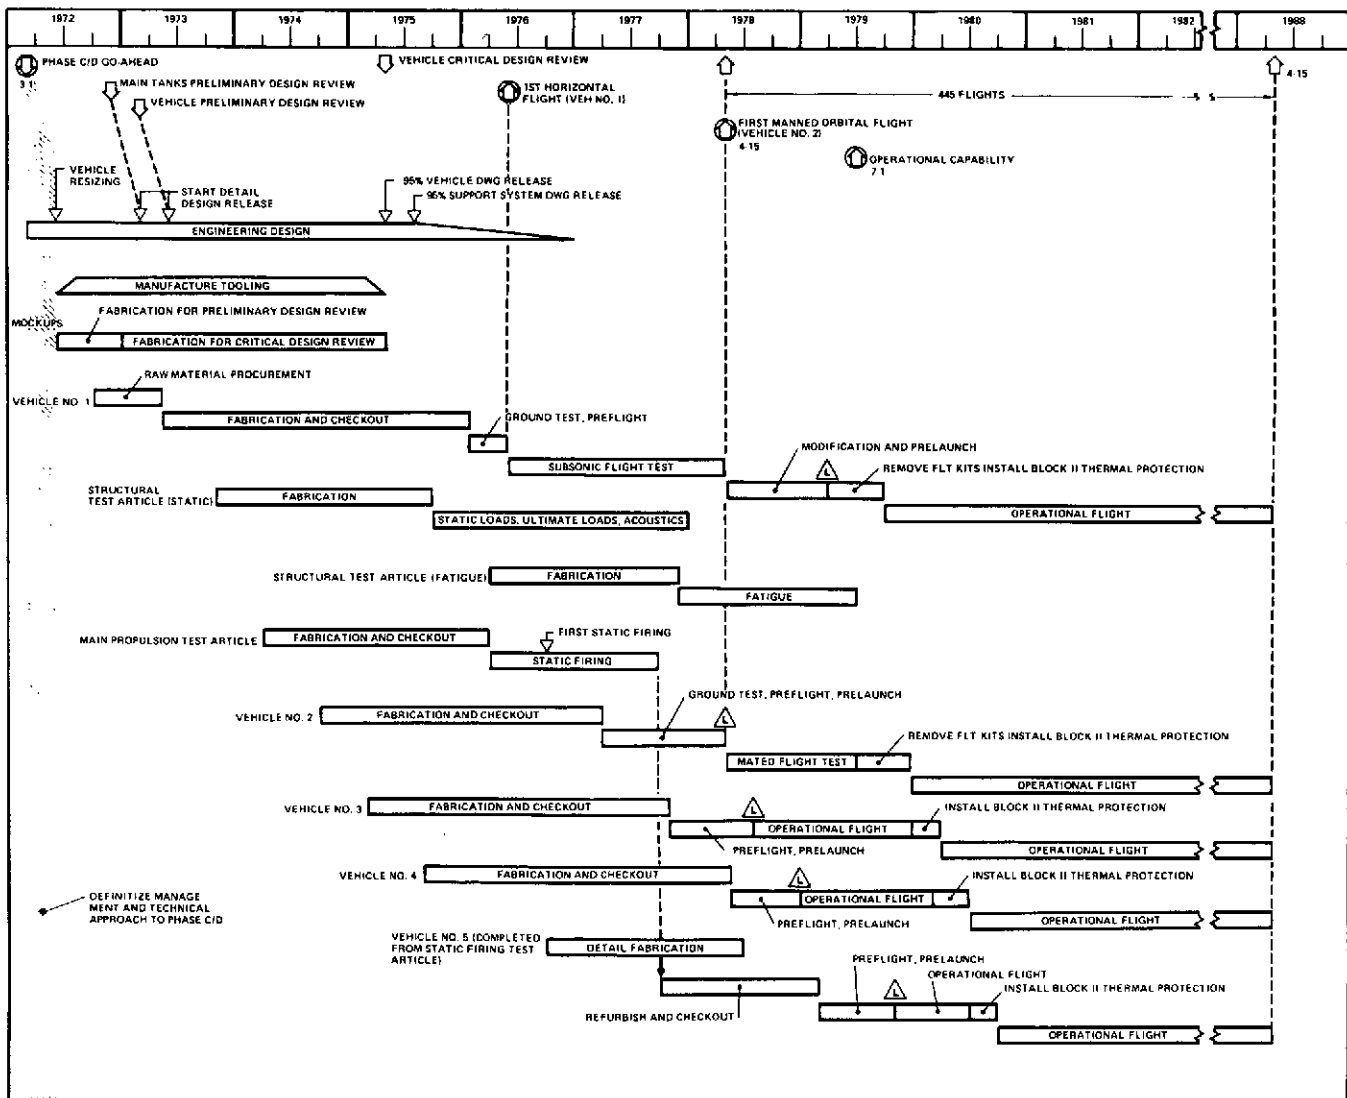 1972 1973 1974 1975 1976 1977 1978 1979 1980 1981 1982 1988
PHASE C/D GO-AHEAD
3 1
VEHICLE CRITICAL DESIGN REVIEW
4-15
MAIN TANKS PRELIMINARY DESIGN REVIEW
VEHICLE PRELIMINARY DESIGN REVIEW
1ST HORIZONTAL
FLIGHT (VEH NO. 1)
445 FLIGHTS
FIRST MANNED ORBITAL FLIGHT
(VEHICLE NO. 2)
4-15
OPERATIONAL CAPABILITY
7 1
VEHICLE
RESIZING
START DETAIL
DESIGN RELEASE
95% VEHICLE DWG RELEASE
95% SUPPORT SYSTEM DWG RELEASE
ENGINEERING DESIGN
MANUFACTURE TOOLING
FABRICATION FOR PRELIMINARY DESIGN REVIEW
MOCKUPS
FABRICATION FOR CRITICAL DESIGN REVIEW
RAW MATERIAL PROCUREMENT
VEHICLE NO. 1
FABRICATION AND CHECKOUT
GROUND TEST, PREFLIGHT
SUBSONIC FLIGHT TEST
MODIFICATION AND PRELAUNCH
L
REMOVE FLT KITS INSTALL BLOCK II THERMAL PROTECTION
OPERATIONAL FLIGHT
STRUCTURAL
TEST ARTICLE (STATIC)
FABRICATION
STATIC LOADS, ULTIMATE LOADS, ACOUSTICS
STRUCTURAL TEST ARTICLE (FATIGUE)
FABRICATION
FATIGUE
MAIN PROPULSION TEST ARTICLE
FABRICATION AND CHECKOUT
FIRST STATIC FIRING
STATIC FIRING
VEHICLE NO. 2
FABRICATION AND CHECKOUT
GROUND TEST, PREFLIGHT, PRELAUNCH
L
MATED FLIGHT TEST
REMOVE FLT KITS INSTALL BLOCK II THERMAL PROTECTION
OPERATIONAL FLIGHT
VEHICLE NO. 3
FABRICATION AND CHECKOUT
L
PREFLIGHT, PRELAUNCH
OPERATIONAL FLIGHT
INSTALL BLOCK II THERMAL PROTECTION
OPERATIONAL FLIGHT
VEHICLE NO. 4
FABRICATION AND CHECKOUT
L
PREFLIGHT, PRELAUNCH
OPERATIONAL FLIGHT
INSTALL BLOCK II THERMAL PROTECTION
OPERATIONAL FLIGHT
DEFINITIZE MANAGE
MENT AND TECHNICAL
APPROACH TO PHASE C/D
VEHICLE NO. 5 (COMPLETED
FROM STATIC FIRING TEST
ARTICLE)
DETAIL FABRICATION
REFURBISH AND CHECKOUT
PREFLIGHT, PRELAUNCH
L
OPERATIONAL FLIGHT
INSTALL BLOCK II THERMAL PROTECTION
OPERATIONAL FLIGHT